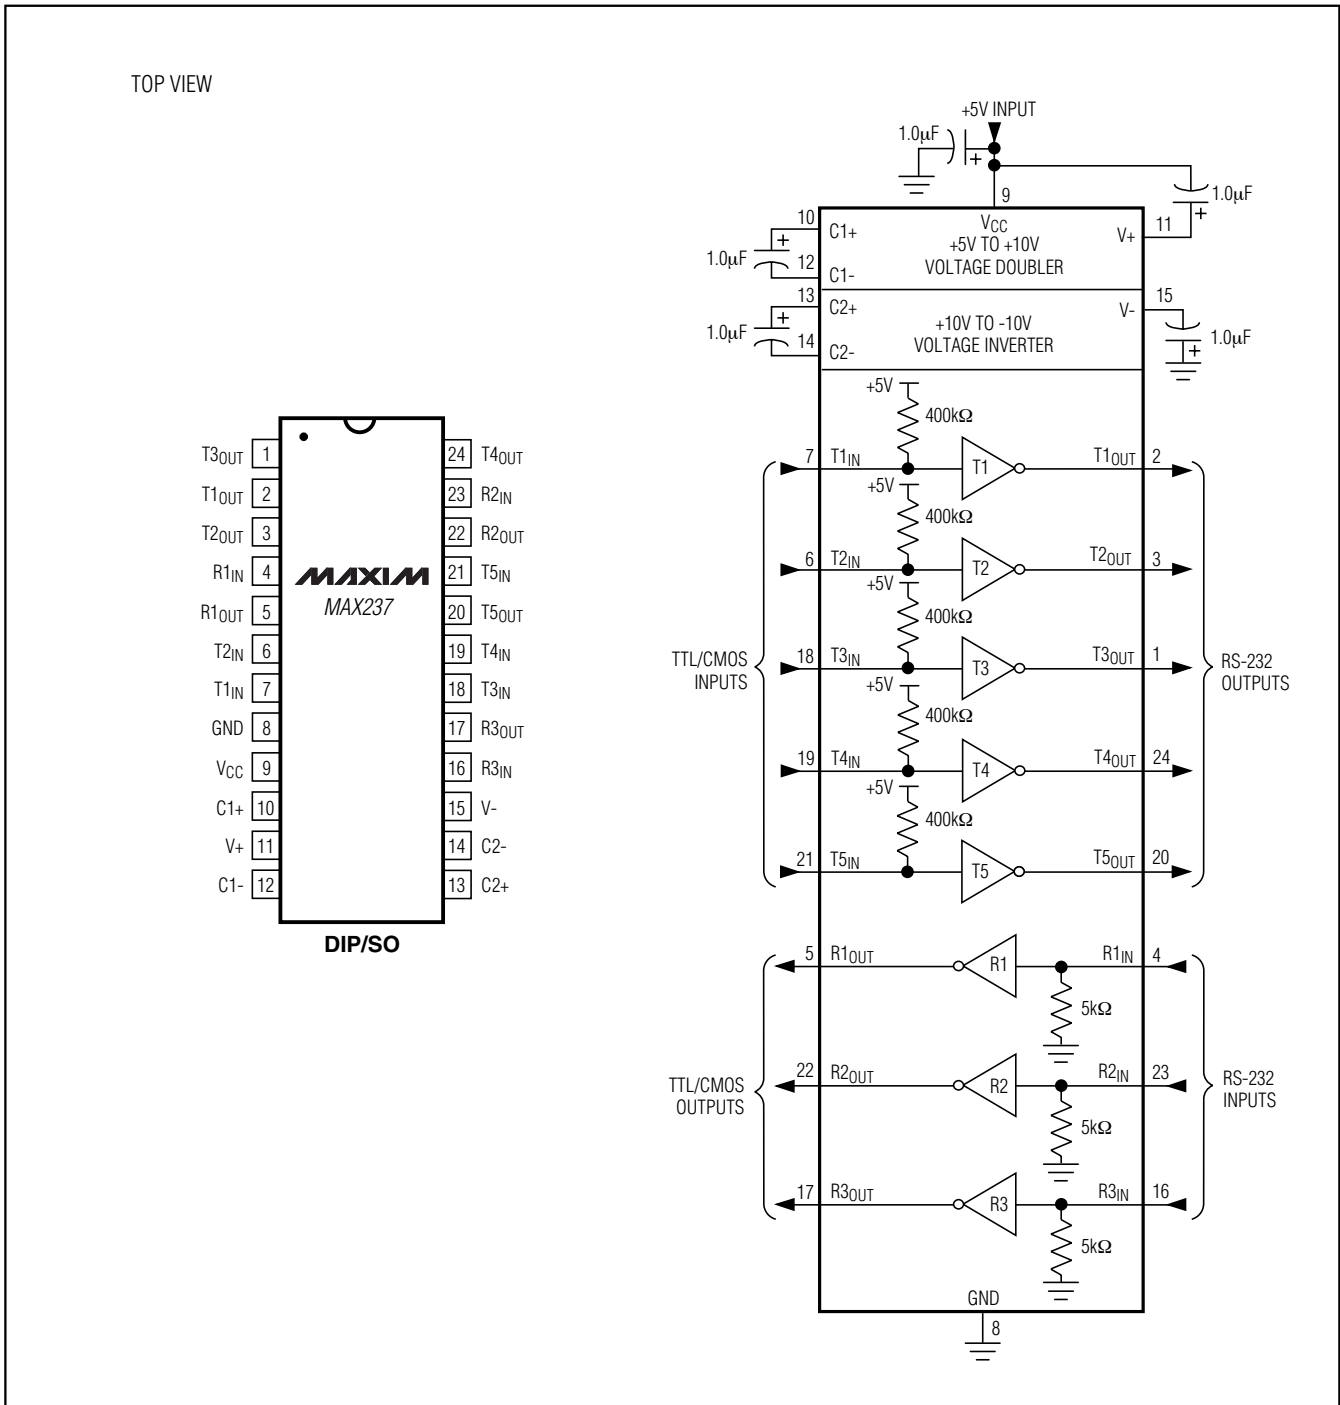 TOP VIEW
T3OUT 1
T1OUT 2
T2OUT 3
R1IN 4
R1OUT 5
T2IN 6
T1IN 7
GND 8
VCC 9
C1+ 10
V+ 11
C1- 12
MAXIM
MAX237
24 T4OUT
23 R2IN
22 R2OUT
21 T5IN
20 T5OUT
19 T4IN
18 T3IN
17 R3OUT
16 R3IN
15 V-
14 C2-
13 C2+
DIP/SO
+5V INPUT
1.0µF
+
9
1.0µF
+
10
C1+
VCC
+5V TO +10V
VOLTAGE DOUBLER
V+
11
1.0µF
+
12
C1-
13
C2+
+10V TO -10V
VOLTAGE INVERTER
V-
15
1.0µF
+
14
C2-
1.0µF
+
+5V
400kΩ
7 T1IN T1 T1OUT 2
+5V
400kΩ
6 T2IN T2 T2OUT 3
+5V
400kΩ
18 T3IN T3 T3OUT 1
TTL/CMOS
INPUTS
RS-232
OUTPUTS
+5V
400kΩ
19 T4IN T4 T4OUT 24
+5V
400kΩ
21 T5IN T5 T5OUT 20
5 R1OUT R1 R1IN 4
5kΩ
22 R2OUT R2 R2IN 23
TTL/CMOS
OUTPUTS
RS-232
INPUTS
5kΩ
17 R3OUT R3 R3IN 16
5kΩ
GND
8